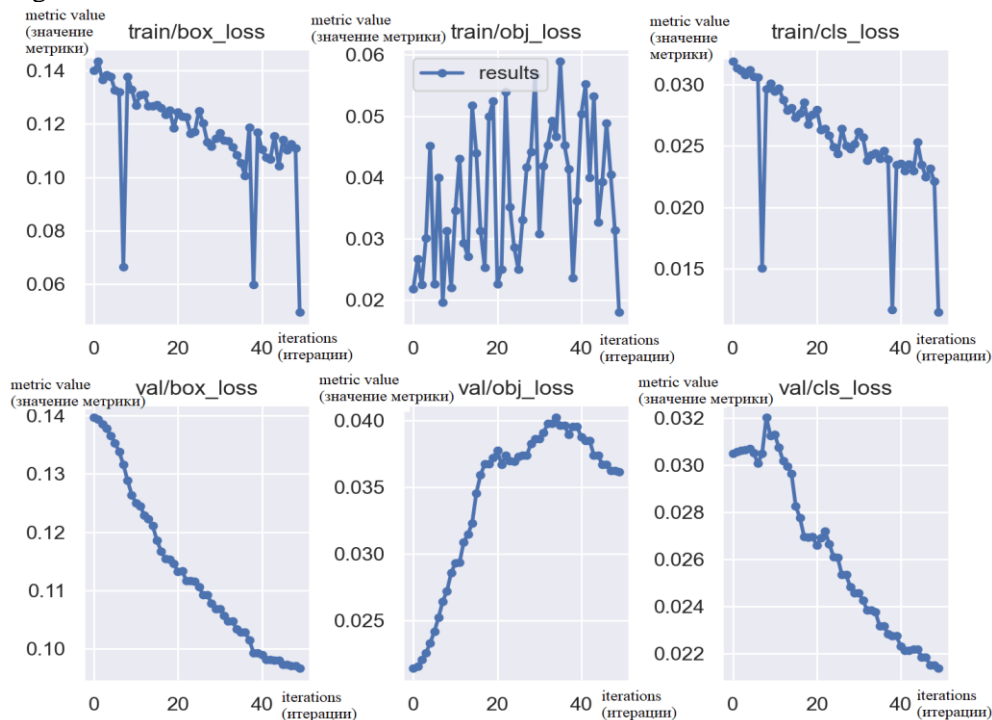 metric value
(значение
метрики)
train/box_loss
0.14
0.12
0.10
0.08
0.06
0
20
40
iterations
(итерации)
metric value
(значение метрики)
train/obj_loss
results
0.06
0.05
0.04
0.03
0.02
0
20
40
iterations
(итерации)
metric value
(значение
метрики)
train/cls_loss
0.030
0.025
0.020
0.015
0
20
40
iterations
(итерации)
metric value
(значение метрики)
val/box_loss
0.14
0.13
0.12
0.11
0.10
0
20
40
iterations
(итерации)
metric value
(значение метрики)
val/obj_loss
0.040
0.035
0.030
0.025
0
20
40
iterations
(итерации)
metric value
(значение метрики)
val/cls_loss
0.032
0.030
0.028
0.026
0.024
0.022
0
20
40
iterations
(итерации)